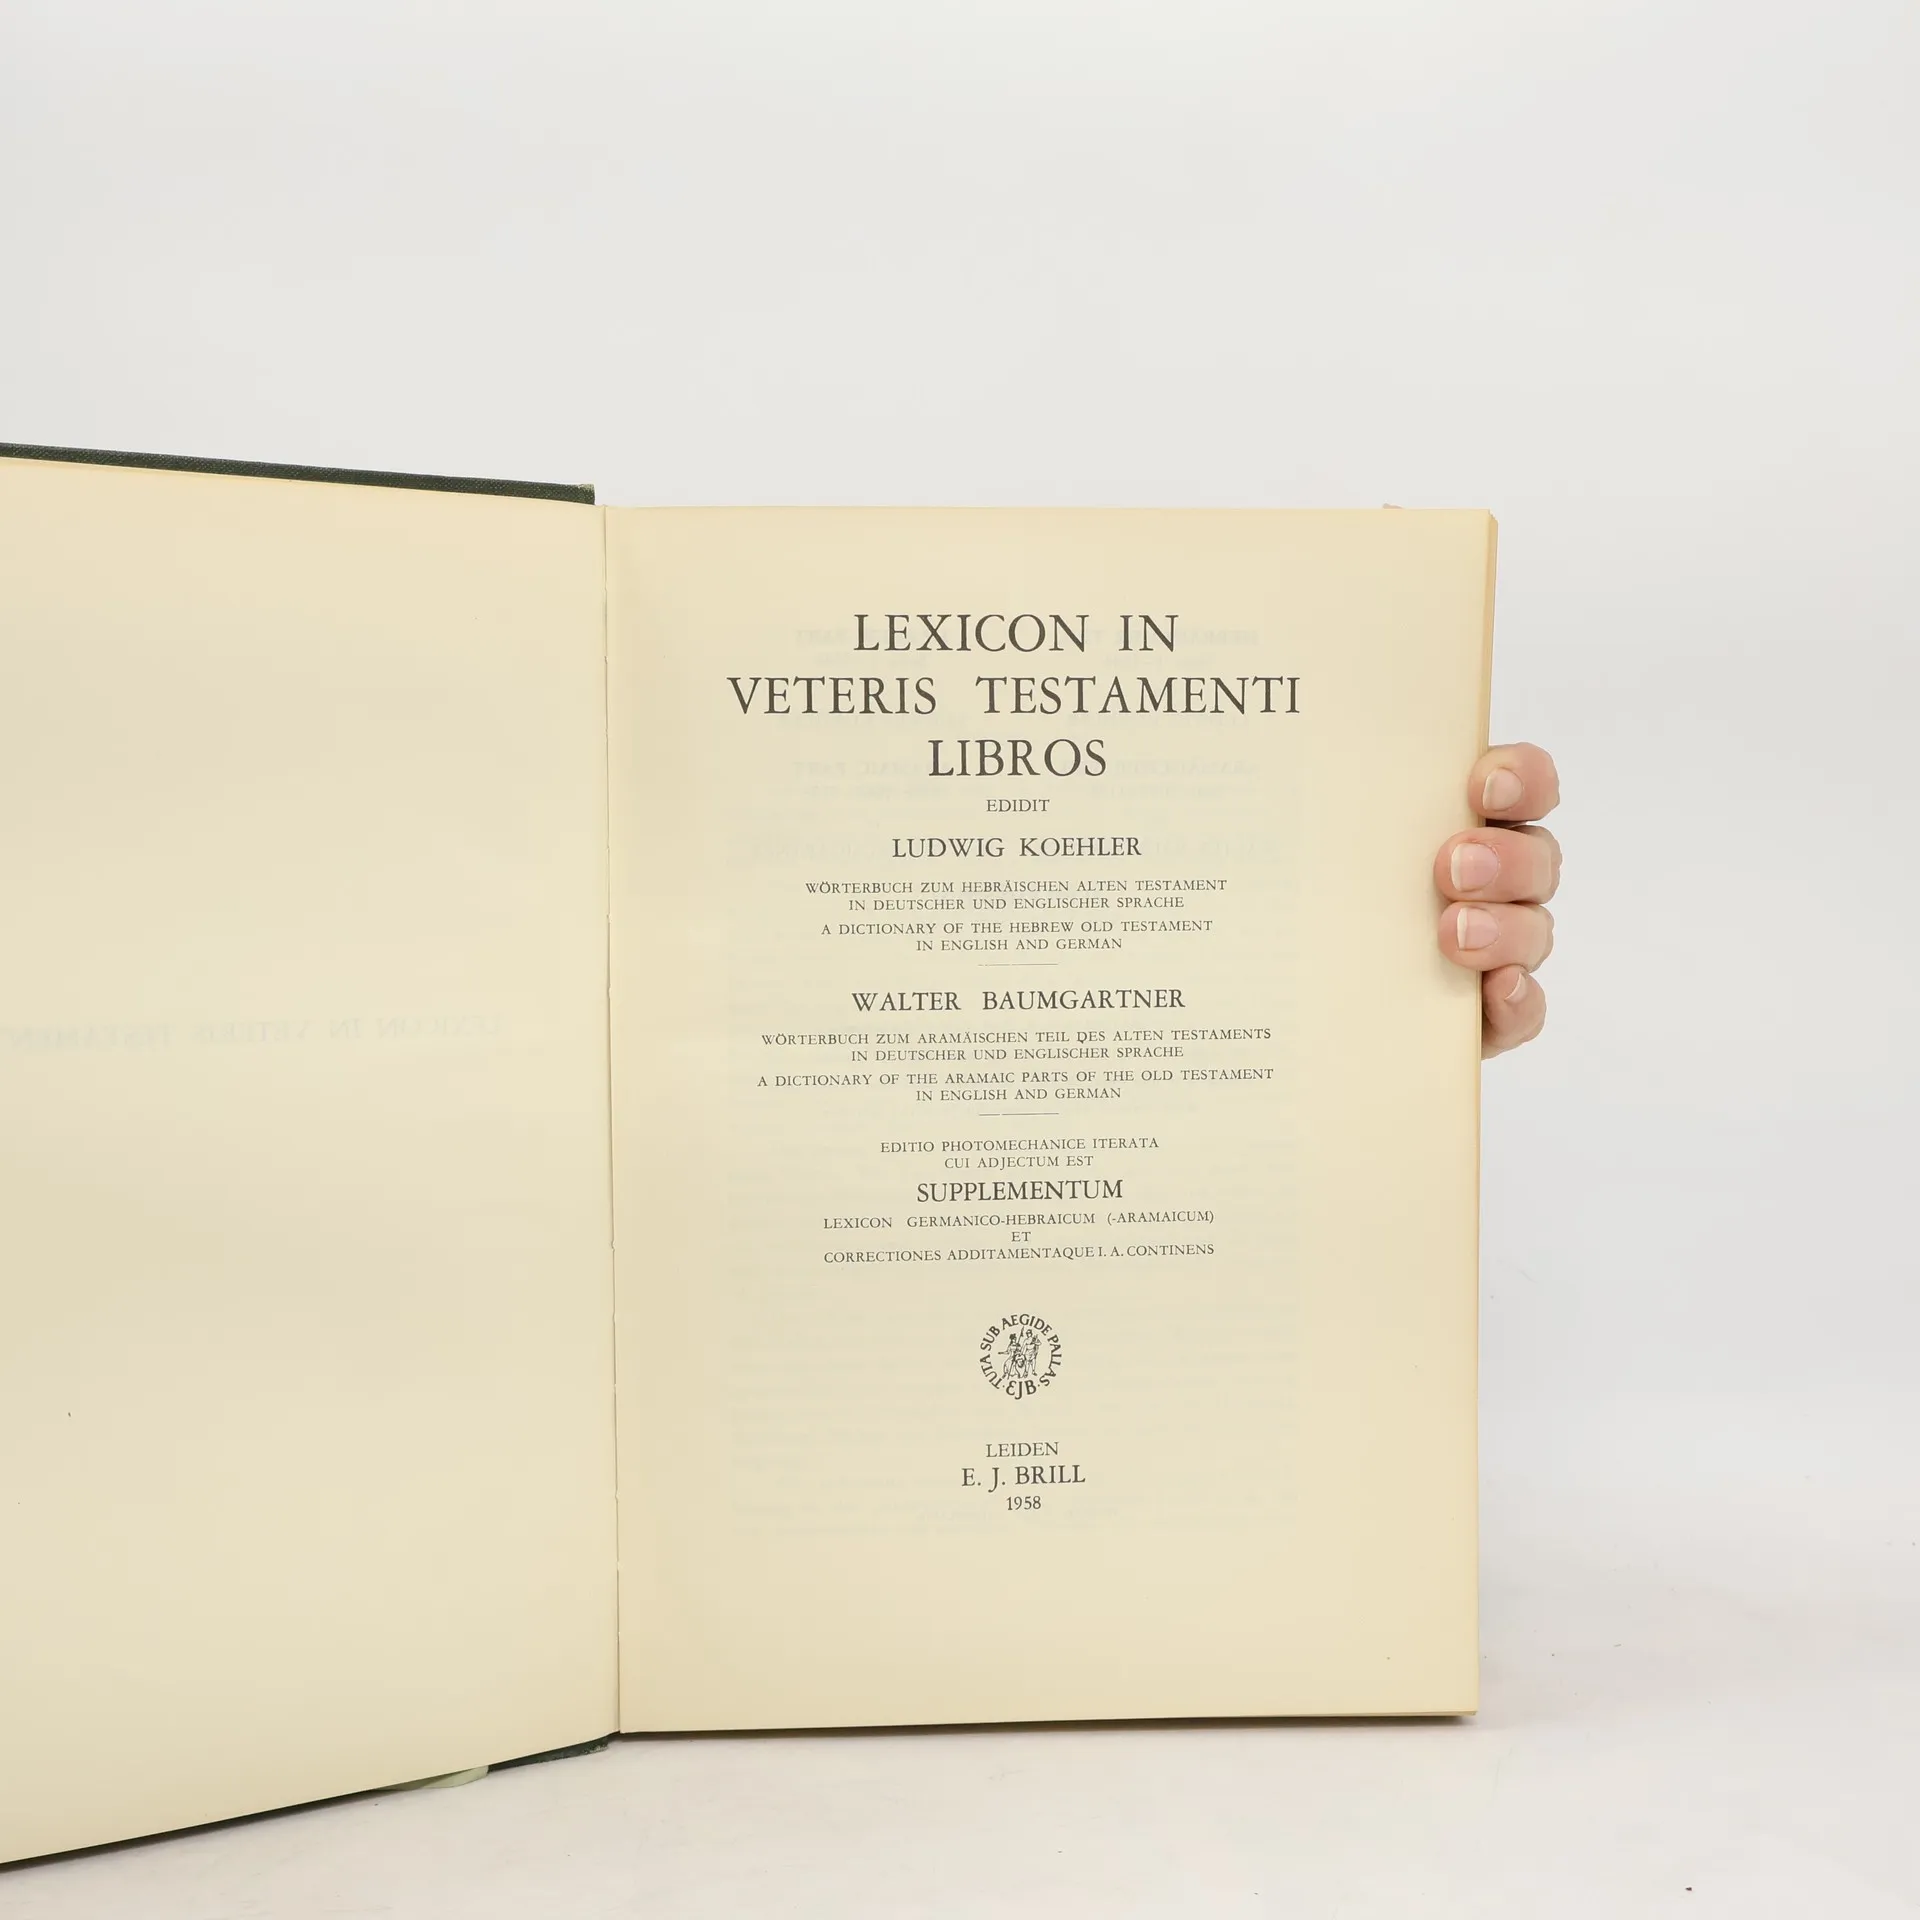 LEXICON IN
VETERIS TESTAMENTI
LIBROS
EDIDIT
LUDWIG KOEHLER
WÖRTERBUCH ZUM HEBRÄISCHEN ALTEN TESTAMENT
IN DEUTSCHER UND ENGLISCHER SPRACHE
A DICTIONARY OF THE HEBREW OLD TESTAMENT
IN ENGLISH AND GERMAN
WALTER BAUMGARTNER
WÖRTERBUCH ZUM ARAMÄISCHEN TEIL DES ALTEN TESTAMENTS
IN DEUTSCHER UND ENGLISCHER SPRACHE
A DICTIONARY OF THE ARAMAIC PARTS OF THE OLD TESTAMENT
IN ENGLISH AND GERMAN
EDITIO PHOTOMECHANICE ITERATA
CUI ADJECTUM EST
SUPPLEMENTUM
LEXICON GERMANICO-HEBRAICUM (-ARAMAICUM)
ET
CORRECTIONES ADDITAMENTAQUE I. A. CONTINENS
TUTA SUB AEGIDE PALLAS
·EJB·
LEIDEN
E. J. BRILL
1958